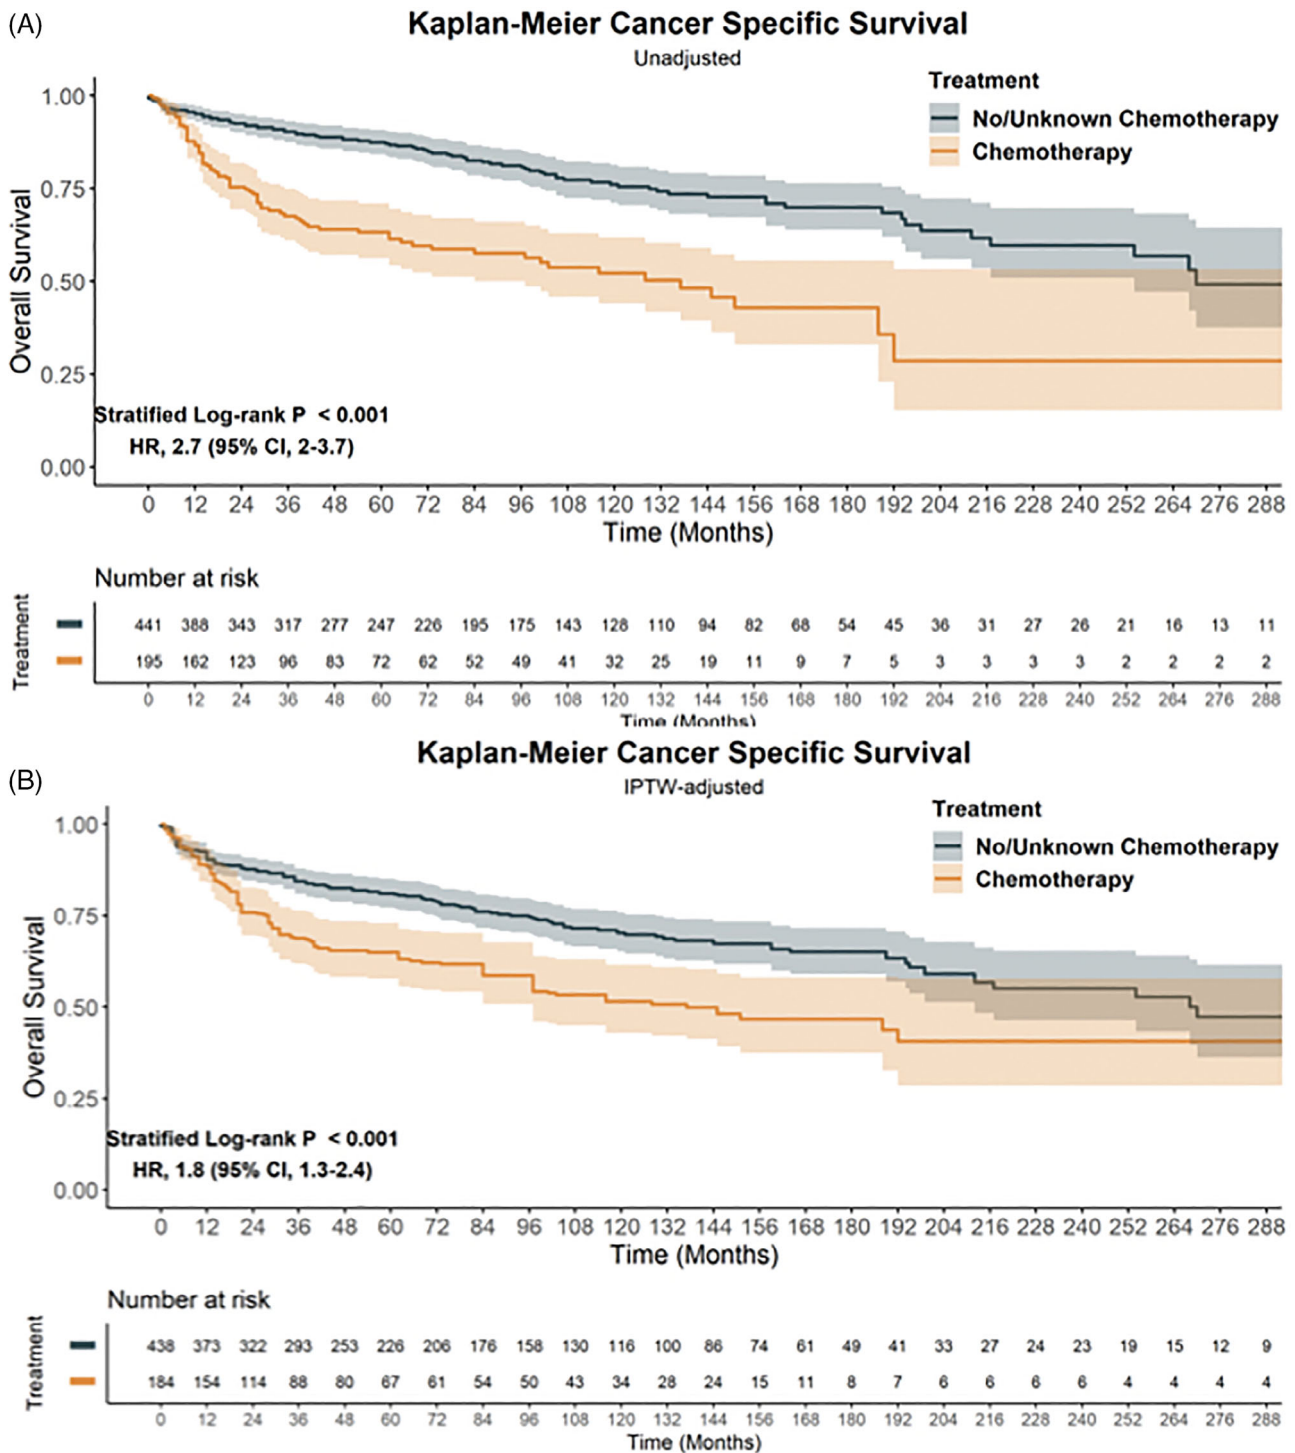 (A)
Kaplan-Meier Cancer Specific Survival
Unadjusted
Treatment
No/Unknown Chemotherapy
Chemotherapy
Overall Survival
1.00
0.75
0.50
0.25
0.00
Stratified Log-rank P < 0.001
HR, 2.7 (95% CI, 2-3.7)
0 12 24 36 48 60 72 84 96 108 120 132 144 156 168 180 192 204 216 228 240 252 264 276 288
Time (Months)
Number at risk
Treatment
441 388 343 317 277 247 226 195 175 143 128 110 94 82 68 54 45 36 31 27 26 21 16 13 11
195 162 123 96 83 72 62 52 49 41 32 25 19 11 9 7 5 3 3 3 3 2 2 2 2
0 12 24 36 48 60 72 84 96 108 120 132 144 156 168 180 192 204 216 228 240 252 264 276 288
Time (Months)
(B)
Kaplan-Meier Cancer Specific Survival
IPTW-adjusted
Treatment
No/Unknown Chemotherapy
Chemotherapy
Overall Survival
1.00
0.75
0.50
0.25
0.00
Stratified Log-rank P < 0.001
HR, 1.8 (95% CI, 1.3-2.4)
0 12 24 36 48 60 72 84 96 108 120 132 144 156 168 180 192 204 216 228 240 252 264 276 288
Time (Months)
Number at risk
Treatment
438 373 322 293 253 226 206 176 158 130 116 100 86 74 61 49 41 33 27 24 23 19 15 12 9
184 154 114 88 80 67 61 54 50 43 34 28 24 15 11 8 7 6 6 6 6 4 4 4 4
0 12 24 36 48 60 72 84 96 108 120 132 144 156 168 180 192 204 216 228 240 252 264 276 288
Time (Months)